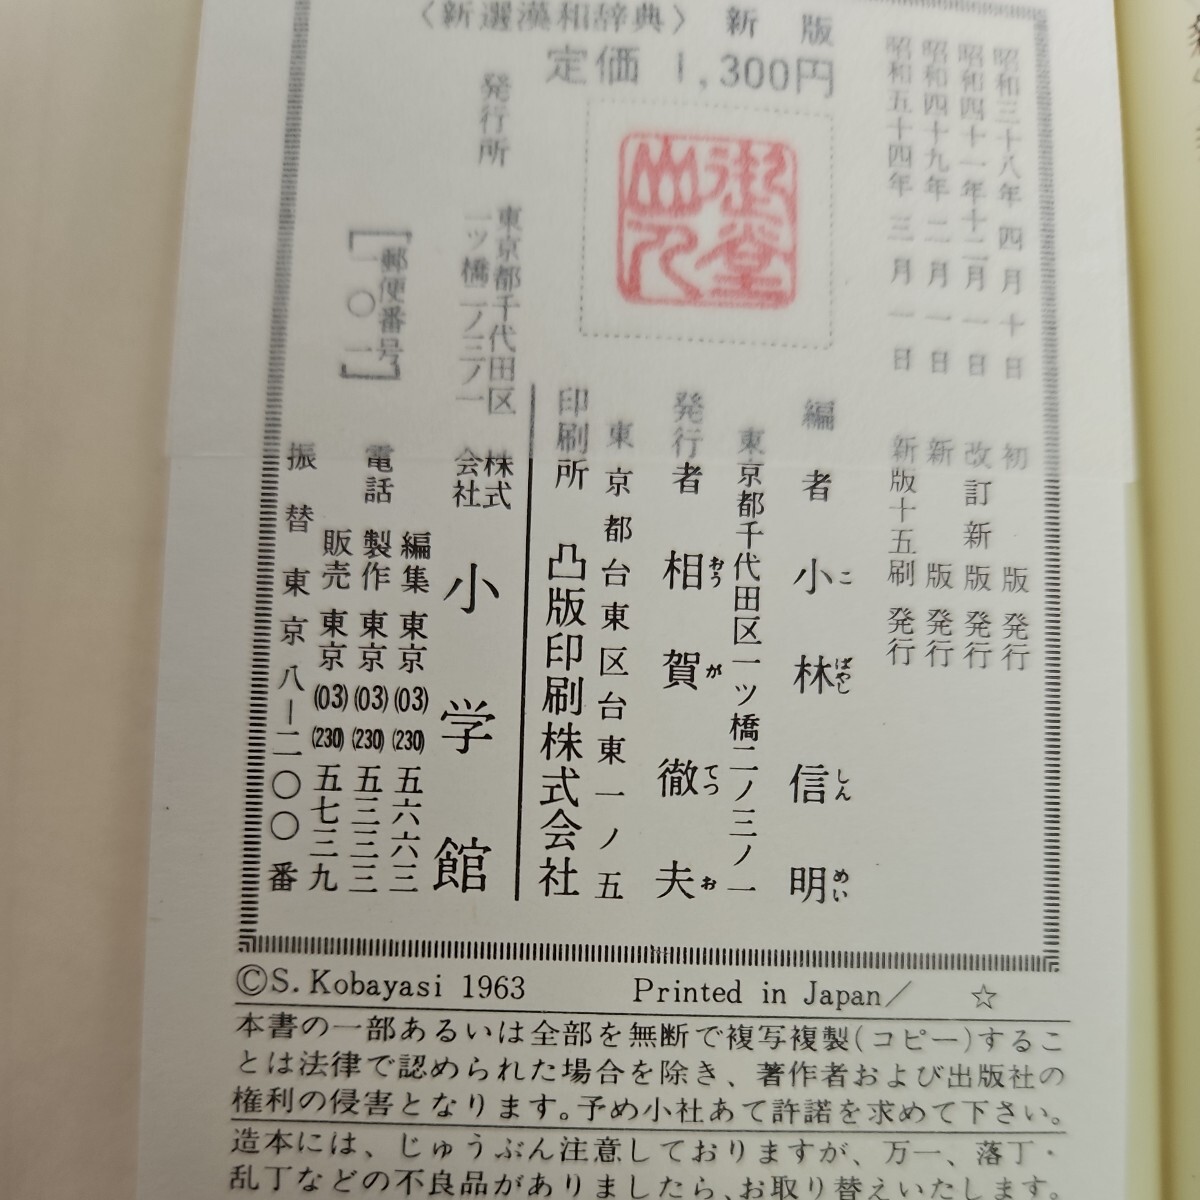 〈新選漢和辞典〉 新版
定価 1,300円
昭和三十八年四月十日 初版発行
昭和四十一年十二月一日 改訂新版発行
昭和四十九年二月一日 新版発行
昭和五十四年三月一日 新版十五刷発行
編者 小林信明
こ ばやし しん めい
東京都千代田区一ツ橋二ノ三ノ一
発行者 相賀徹夫
おう が てつ お
東京都台東区台東一ノ五
印刷所 凸版印刷株式会社
発行所 東京都千代田区一ツ橋二ノ三ノ一
株式会社 小学館
[郵便番号一〇一]
編集 東京(03)(230)五六六三
電話 製作 東京(03)(230)五三三三
販売 東京(03)(230)五七三九
振替 東京八―二〇〇番
©S. Kobayasi 1963 Printed in Japan/ ☆
本書の一部あるいは全部を無断で複写複製(コピー)するこ
とは法律で認められた場合を除き、著作者および出版社の
権利の侵害となります。予め小社あて許諾を求めて下さい。
造本には、じゅうぶん注意しておりますが、万一、落丁・
乱丁などの不良品がありましたら、お取り替えいたします。